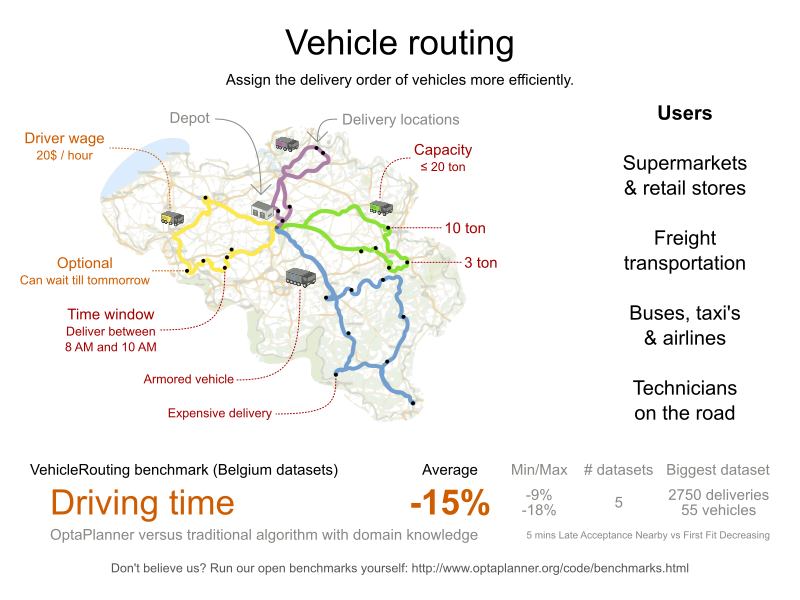 Vehicle routing
Assign the delivery order of vehicles more efficiently.
Depot
Delivery locations
Driver wage
20$ / hour
Capacity
≤ 20 ton
10 ton
3 ton
Optional
Can wait till tommorrow
Time window
Deliver between
8 AM and 10 AM
Armored vehicle
Expensive delivery
Users
Supermarkets
& retail stores
Freight
transportation
Buses, taxi's
& airlines
Technicians
on the road
VehicleRouting benchmark (Belgium datasets)
Average
Min/Max
# datasets
Biggest dataset
Driving time
-15%
-9%
-18%
5
2750 deliveries
55 vehicles
OptaPlanner versus traditional algorithm with domain knowledge
5 mins Late Acceptance Nearby vs First Fit Decreasing
Don't believe us? Run our open benchmarks yourself: http://www.optaplanner.org/code/benchmarks.html